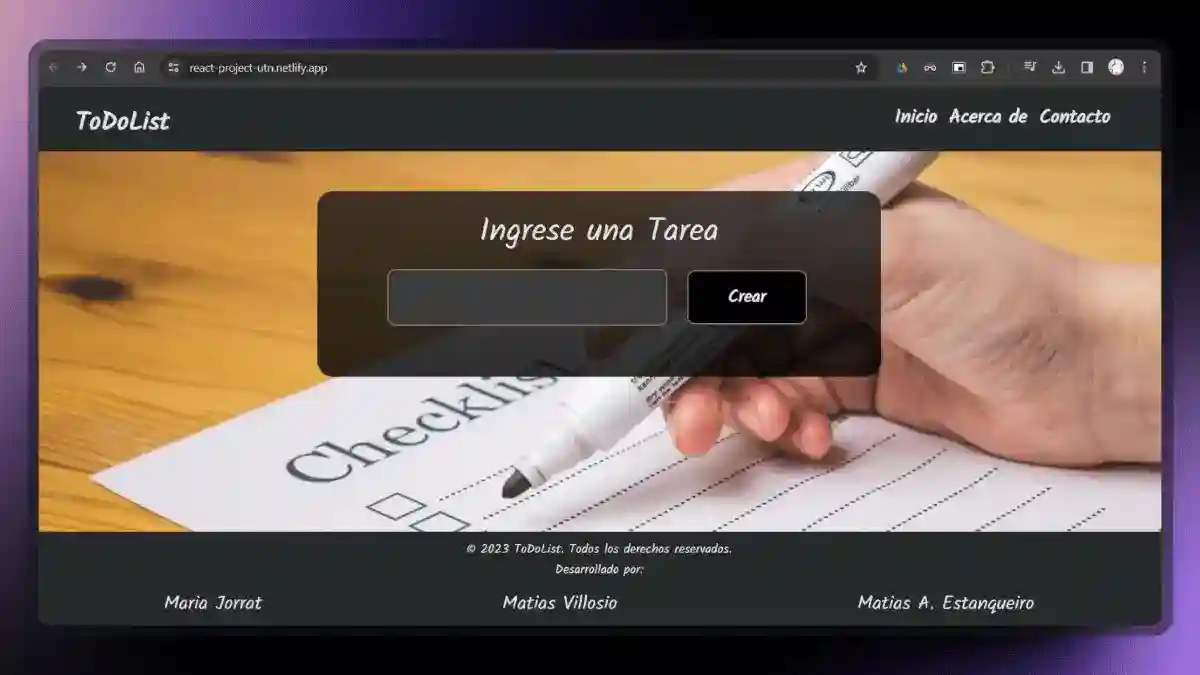 react-project-utn.netlify.app
ToDoList
Inicio Acerca de Contacto
Ingrese una Tarea
Crear
Checklist
© 2023 ToDoList. Todos los derechos reservados.
Desarrollado por:
Maria Jorrat
Matias Villosio
Matias A. Estanqueiro